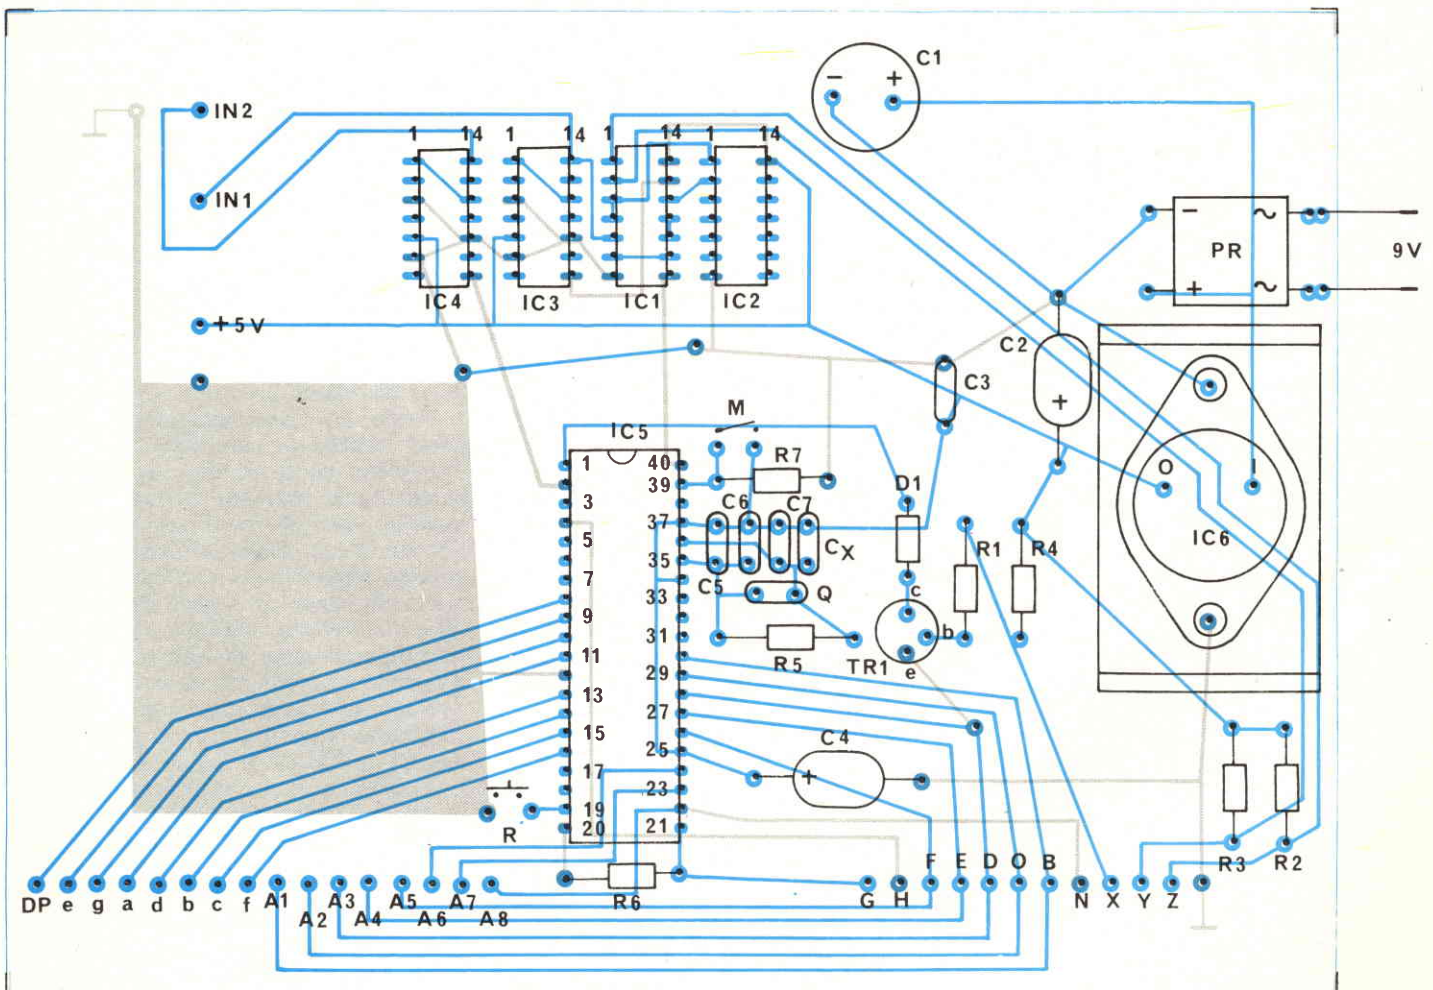 C1
− +
IN2
1 14 1 14 1 14 1 14
IN1
− ~
PR
9V
+ ~
IC4 IC3 IC1 IC2
+5V
C2
C3
+
M
IC5
R7
1 40
39
O I
D1
3
C6 C7
37
5
35
CX
R1 R4
IC6
7
C5
33
Q
c
9
31
b
11
R5
TR1
e
29
13
27
15
C4
25
17
+
23
19
R
20 21
F E D O B
R3 R2
DP e g a d b c f A1 A2 A3 A4 A5 A6 A7 A8
R6
G H N X Y Z